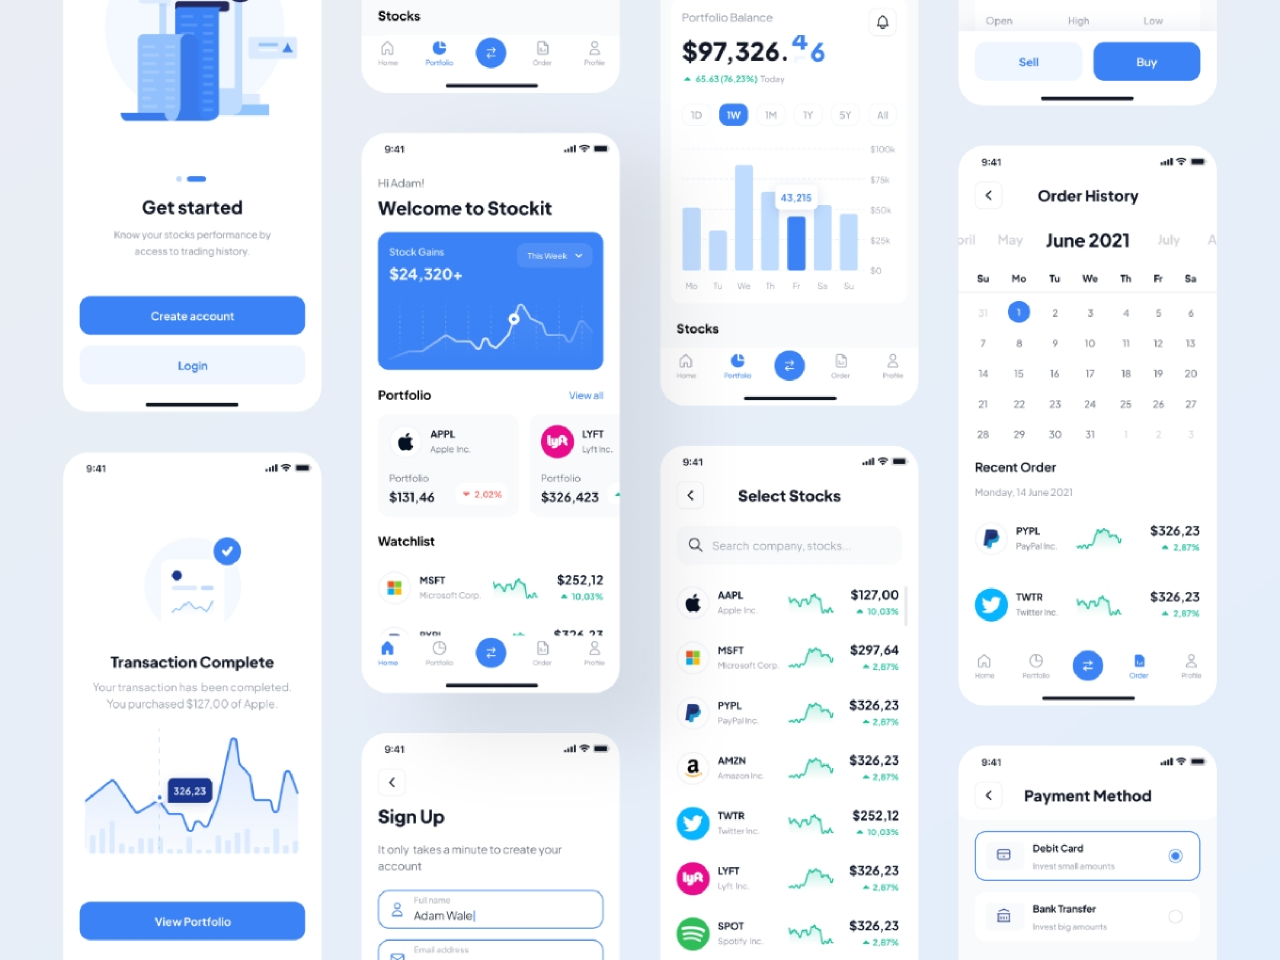 Get started
Know your stocks performance by
access to trading history.
Create account
Login
9:41
Transaction Complete
Your transaction has been completed.
You purchased $127,00 of Apple.
326,23
View Portfolio
Stocks
Home
Portfolio
Order
Profile
9:41
Hi Adam!
Welcome to Stockit
Stock Gains
This Week
$24,320+
Portfolio
View all
APPL
Apple Inc.
Portfolio
$131,46
2,02%
lyft
LYFT
Lyft Inc.
Portfolio
$326,423
Watchlist
MSFT
Microsoft Corp.
$252,12
10,03%
PYPL
$326,23
Home
Portfolio
Order
Profile
9:41
Sign Up
It only takes a minute to create your
account
Full name
Adam Wale
Email address
Portfolio Balance
$97,326.46
65.63 (76,23%) Today
1D
1W
1M
1Y
5Y
All
$100k
$75k
$50k
$25k
$0
43,215
Mo
Tu
We
Th
Fr
Sa
Su
Stocks
Home
Portfolio
Order
Profile
9:41
Select Stocks
Search company, stocks...
AAPL
Apple Inc.
$127,00
10,03%
MSFT
Microsoft Corp.
$297,64
2,87%
PYPL
PayPal Inc.
$326,23
2,87%
a
AMZN
Amazon Inc.
$326,23
2,87%
TWTR
Twitter Inc.
$252,12
10,03%
lyft
LYFT
Lyft Inc.
$326,23
2,87%
SPOT
Spotify Inc.
$326,23
2,87%
Open
High
Low
Sell
Buy
9:41
Order History
oril
May
June 2021
July
A
Su Mo Tu We Th Fr Sa
31 1 2 3 4 5 6
7 8 9 10 11 12 13
14 15 16 17 18 19 20
21 22 23 24 25 26 27
28 29 30 31 1 2 3
Recent Order
Monday, 14 June 2021
PYPL
PayPal Inc.
$326,23
2,87%
TWTR
Twitter Inc.
$326,23
2,87%
Home
Portfolio
Order
Profile
9:41
Payment Method
Debit Card
Invest small amounts
Bank Transfer
Invest big amounts